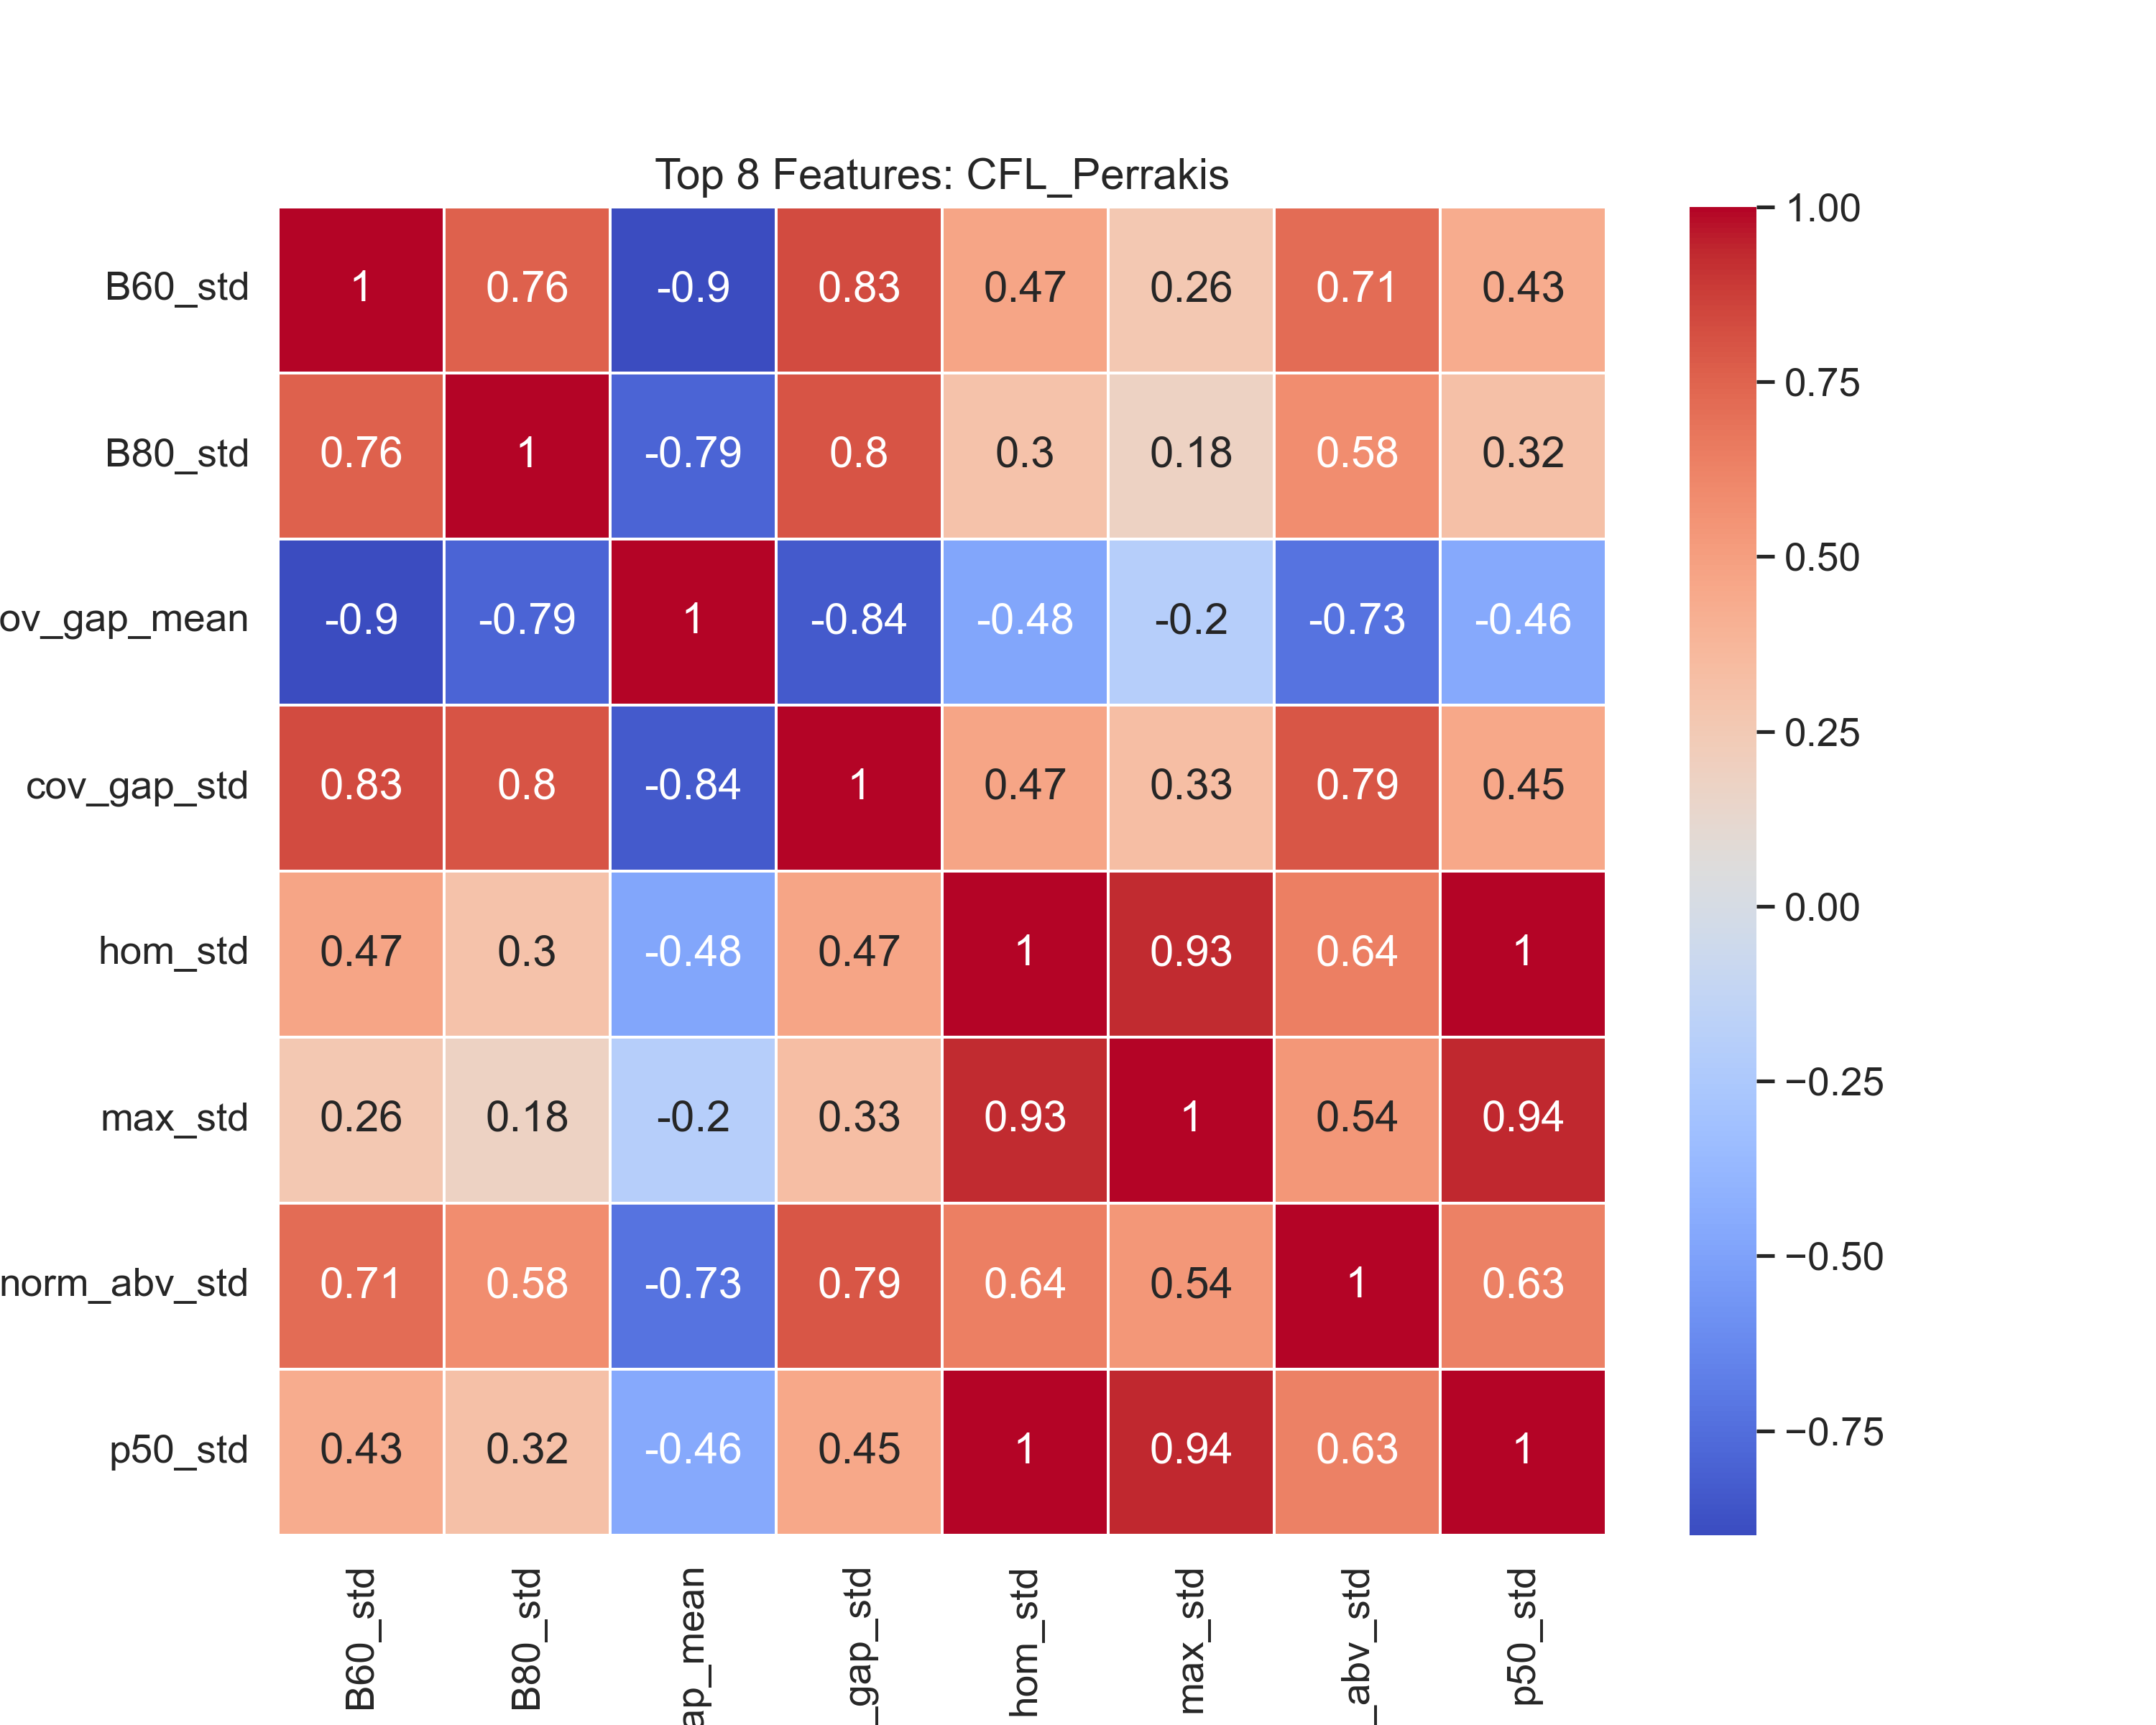 Top 8 Features: CFL_Perrakis
B60_std 1 0.76 -0.9 0.83 0.47 0.26 0.71 0.43
B80_std 0.76 1 -0.79 0.8 0.3 0.18 0.58 0.32
ov_gap_mean -0.9 -0.79 1 -0.84 -0.48 -0.2 -0.73 -0.46
cov_gap_std 0.83 0.8 -0.84 1 0.47 0.33 0.79 0.45
hom_std 0.47 0.3 -0.48 0.47 1 0.93 0.64 1
max_std 0.26 0.18 -0.2 0.33 0.93 1 0.54 0.94
norm_abv_std 0.71 0.58 -0.73 0.79 0.64 0.54 1 0.63
p50_std 0.43 0.32 -0.46 0.45 1 0.94 0.63 1
B60_std
B80_std
ap_mean
_gap_std
hom_std
max_std
_abv_std
p50_std
1.00
0.75
0.50
0.25
0.00
−0.25
−0.50
−0.75